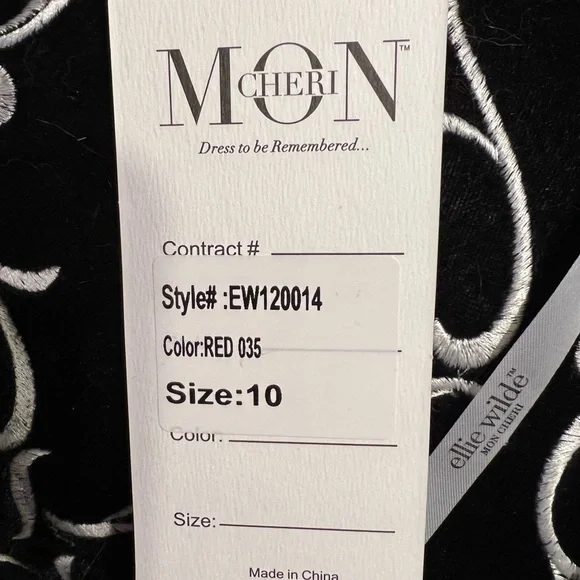 MON CHERI™
Dress to be Remembered...
Contract #
Style# :EW120014
Color:RED 035
Size:10
Color:
Size:
Made in China
ellie wilde™
MON CHERI